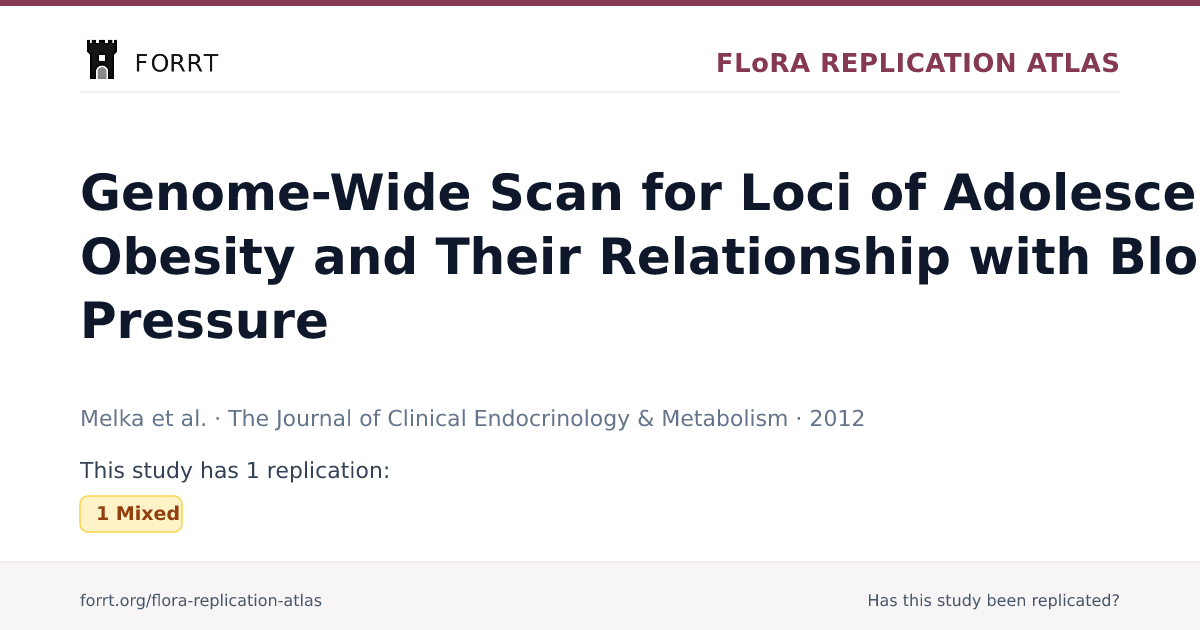 FORRT
FLoRA REPLICATION ATLAS
Genome-Wide Scan for Loci of Adolesce
Obesity and Their Relationship with Blo
Pressure
Melka et al. · The Journal of Clinical Endocrinology & Metabolism · 2012
This study has 1 replication:
1 Mixed
forrt.org/flora-replication-atlas
Has this study been replicated?